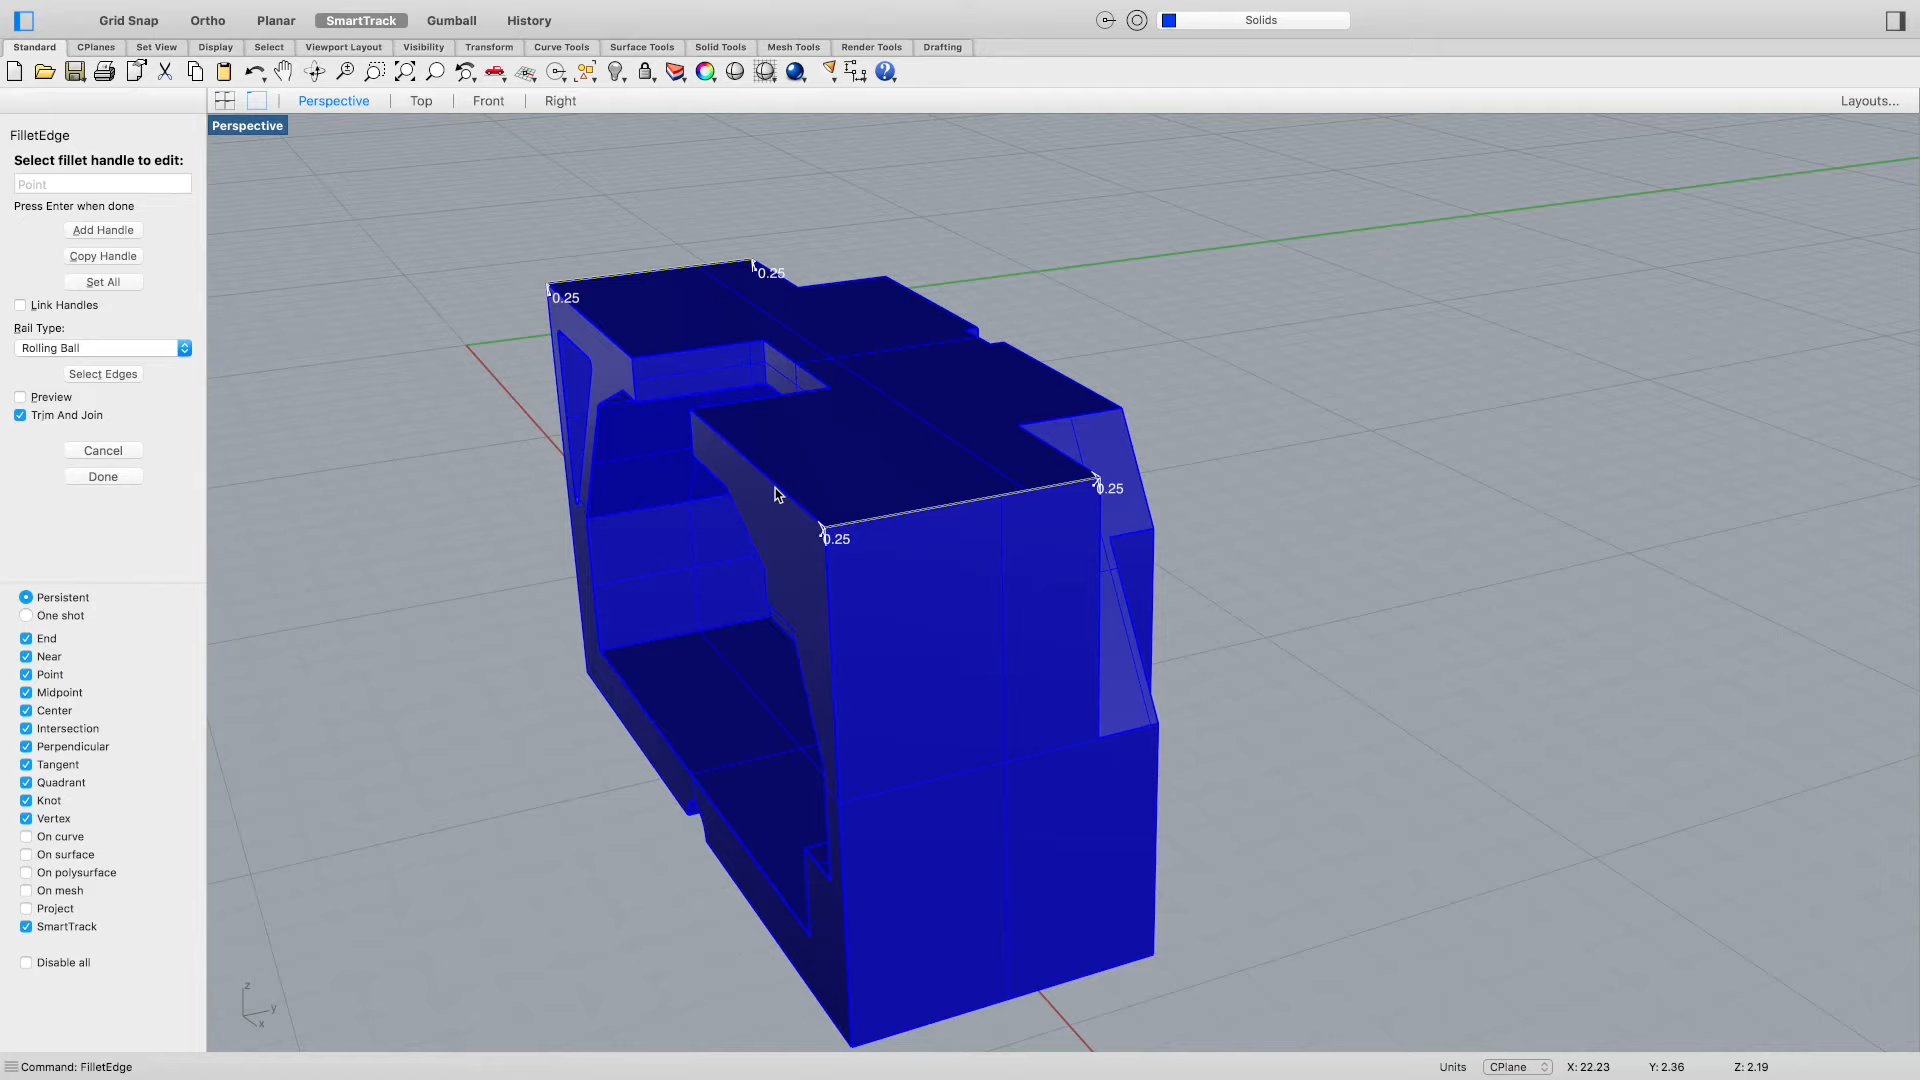 Grid Snap Ortho Planar SmartTrack Gumball History Solids
Standard CPlanes Set View Display Select Viewport Layout Visibility Transform Curve Tools Surface Tools Solid Tools Mesh Tools Render Tools Drafting
Perspective Top Front Right Layouts...
Perspective
FilletEdge
Select fillet handle to edit:
Point
Press Enter when done
Add Handle
Copy Handle
Set All
Link Handles
Rail Type:
Rolling Ball
Select Edges
Preview
Trim And Join
Cancel
Done
0.25
0.25
0.25
0.25
Persistent
One shot
End
Near
Point
Midpoint
Center
Intersection
Perpendicular
Tangent
Quadrant
Knot
Vertex
On curve
On surface
On polysurface
On mesh
Project
SmartTrack
Disable all
z
y
x
Command: FilletEdge Units CPlane X: 22.23 Y: 2.36 Z: 2.19